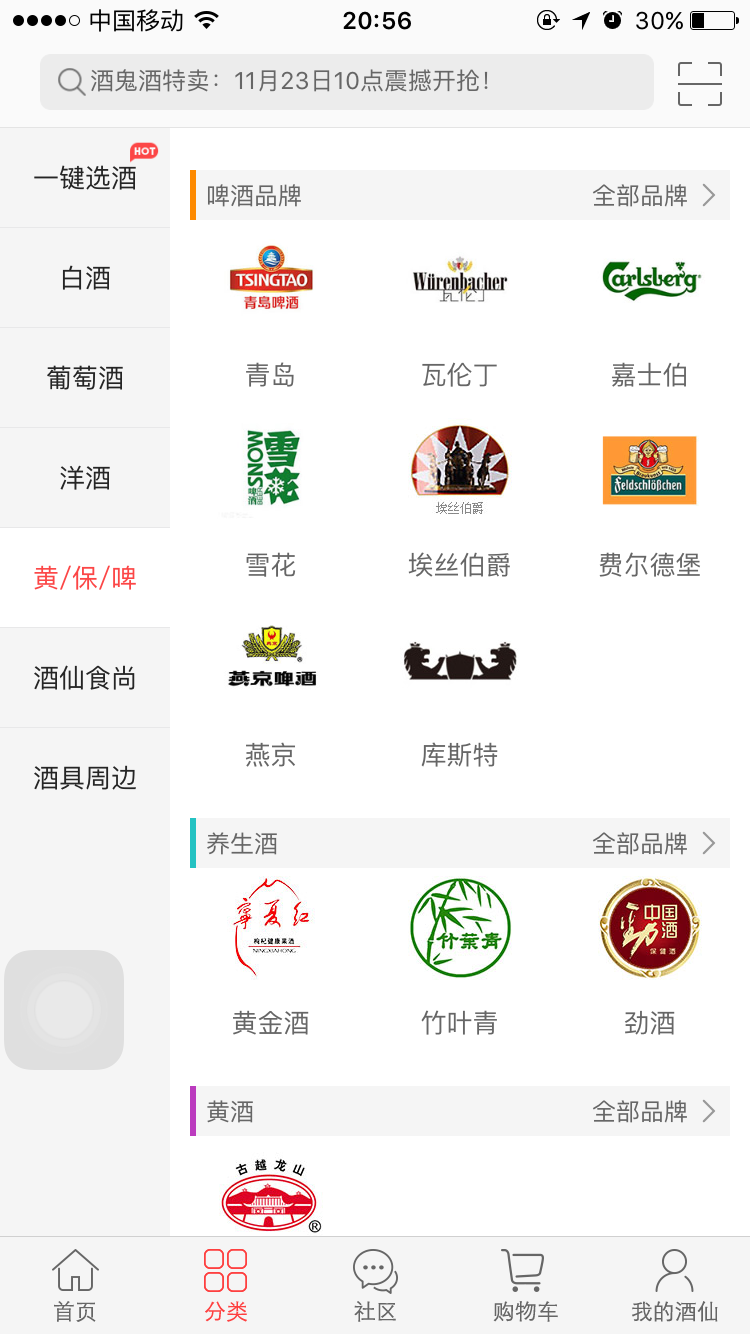 中国移动
20:56
30%
酒鬼酒特卖：11月23日10点震撼开抢！
HOT
一键选酒
白酒
葡萄酒
洋酒
黄/保/啤
酒仙食尚
酒具周边
啤酒品牌
全部品牌
TSINGTAO
青岛啤酒
Würenbacher
瓦伦丁
Carlsberg
青岛
瓦伦丁
嘉士伯
SNOW
雪花
啤酒
埃丝伯爵
Feldschlößchen
雪花
埃丝伯爵
费尔德堡
燕京啤酒
燕京
库斯特
养生酒
全部品牌
宁夏红
枸杞健康果酒
NINGXIAHONG
竹葉青
中国
劲酒
保健酒
黄金酒
竹叶青
劲酒
黄酒
全部品牌
古越龙山
®
首页
分类
社区
购物车
我的酒仙